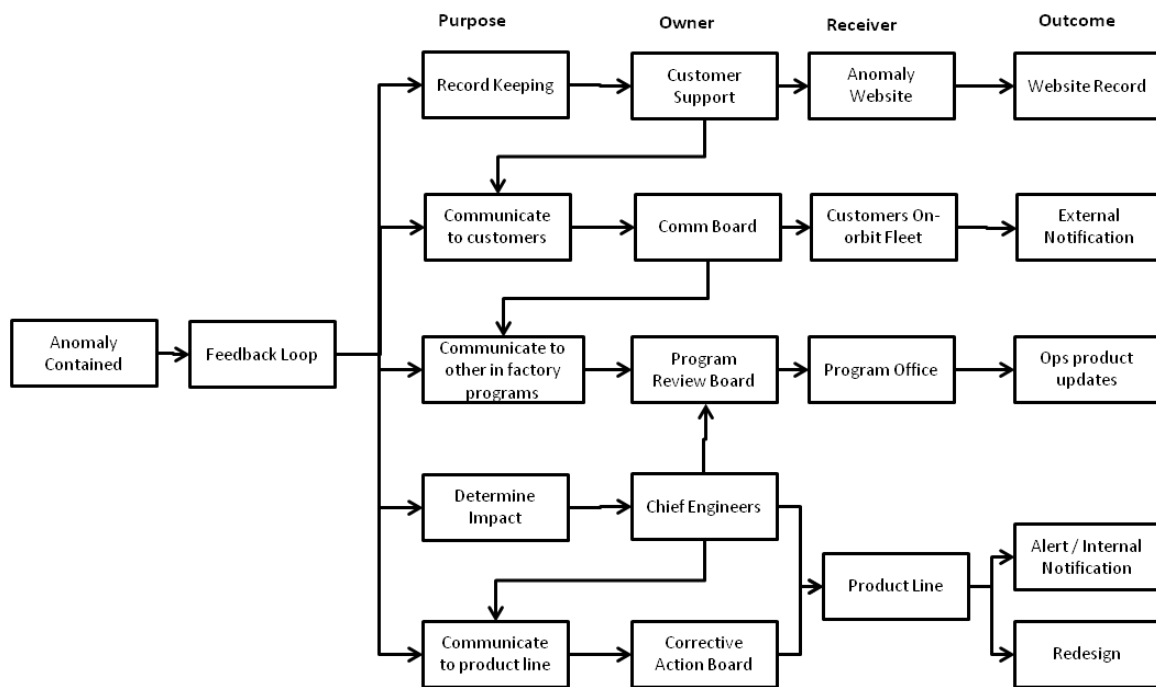 Purpose
Owner
Receiver
Outcome
Record Keeping
Customer
Support
Anomaly
Website
Website Record
Communicate
to customers
Comm Board
Customers On-
orbit Fleet
External
Notification
Anomaly
Contained
Feedback Loop
Communicate to
other in factory
programs
Program
Review Board
Program Office
Ops product
updates
Determine
Impact
Chief Engineers
Product Line
Alert / Internal
Notification
Communicate
to product line
Corrective
Action Board
Redesign